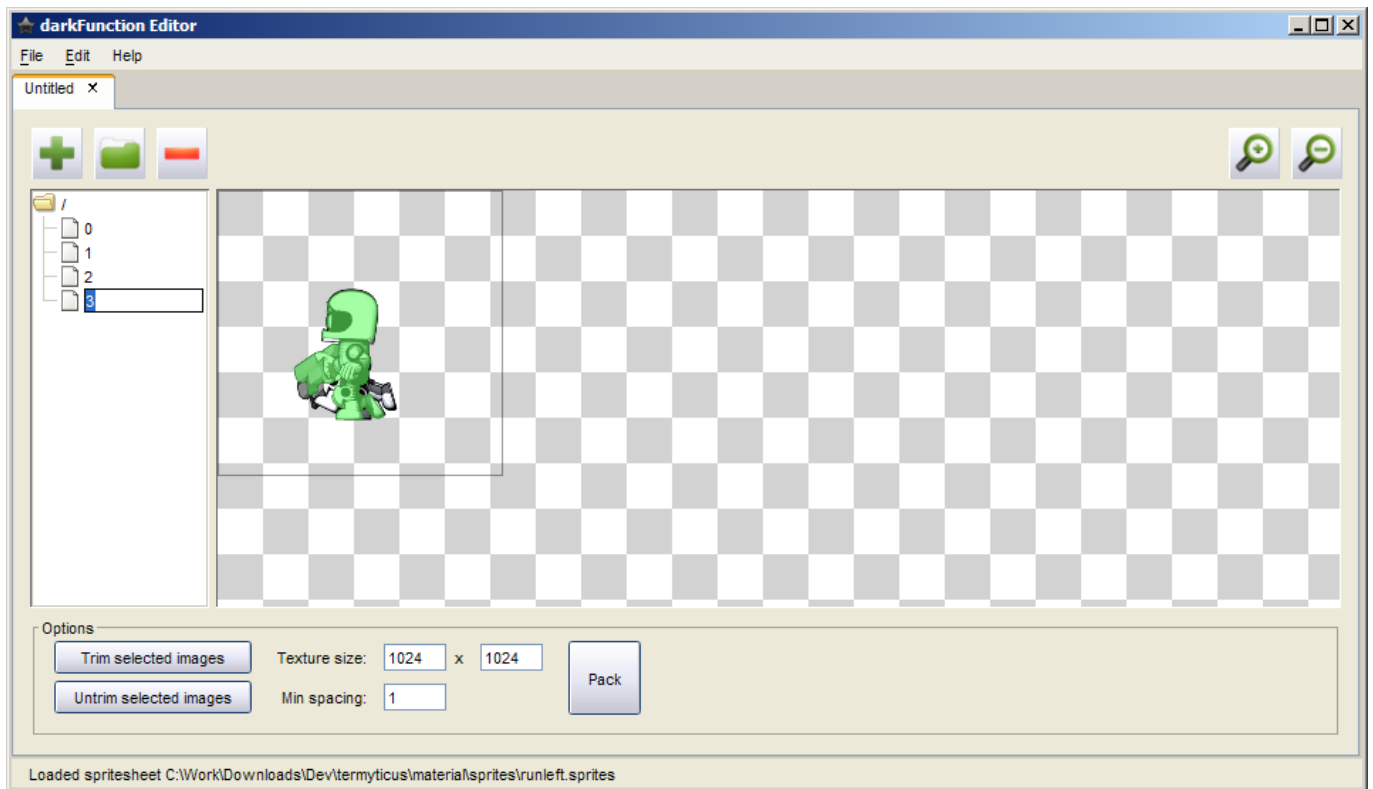 darkFunction Editor
File Edit Help
Untitled
/
0
1
2
3
Options
Trim selected images Texture size: 1024 x 1024
Pack
Untrim selected images Min spacing: 1
Loaded spritesheet C:\Work\Downloads\Dev\termyticus\material\sprites\runleft.sprites